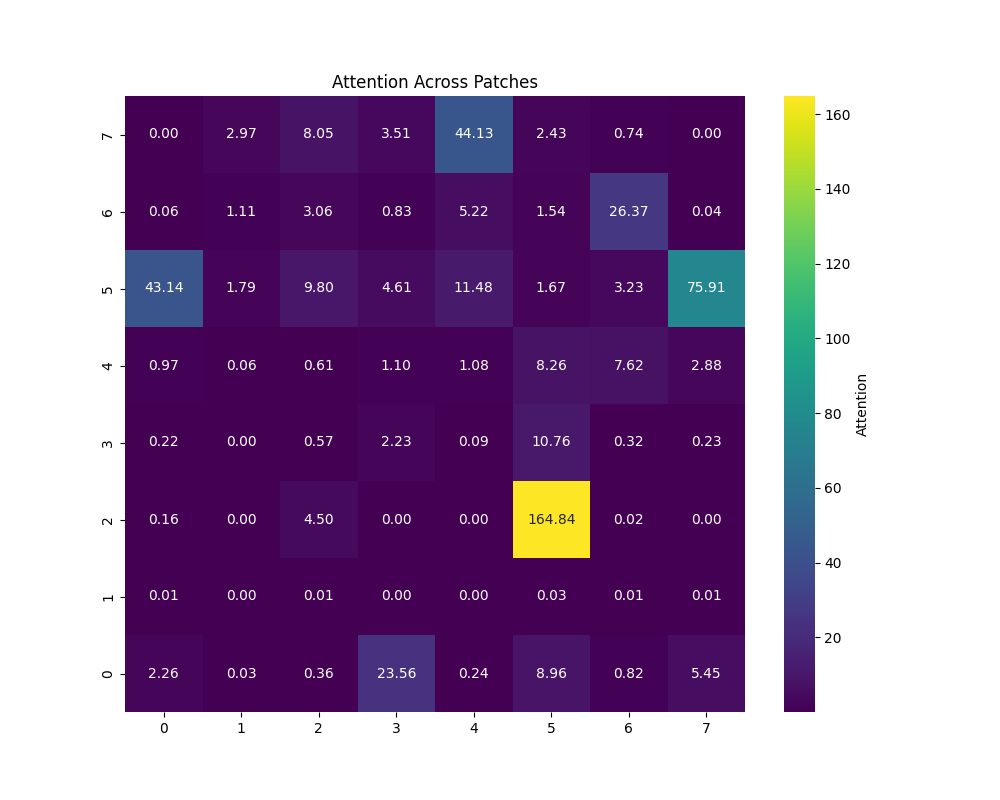 Attention Across Patches
7 0.00 2.97 8.05 3.51 44.13 2.43 0.74 0.00
6 0.06 1.11 3.06 0.83 5.22 1.54 26.37 0.04
5 43.14 1.79 9.80 4.61 11.48 1.67 3.23 75.91
4 0.97 0.06 0.61 1.10 1.08 8.26 7.62 2.88
3 0.22 0.00 0.57 2.23 0.09 10.76 0.32 0.23
2 0.16 0.00 4.50 0.00 0.00 164.84 0.02 0.00
1 0.01 0.00 0.01 0.00 0.00 0.03 0.01 0.01
0 2.26 0.03 0.36 23.56 0.24 8.96 0.82 5.45
0 1 2 3 4 5 6 7
160
140
120
100
80
60
40
20
Attention